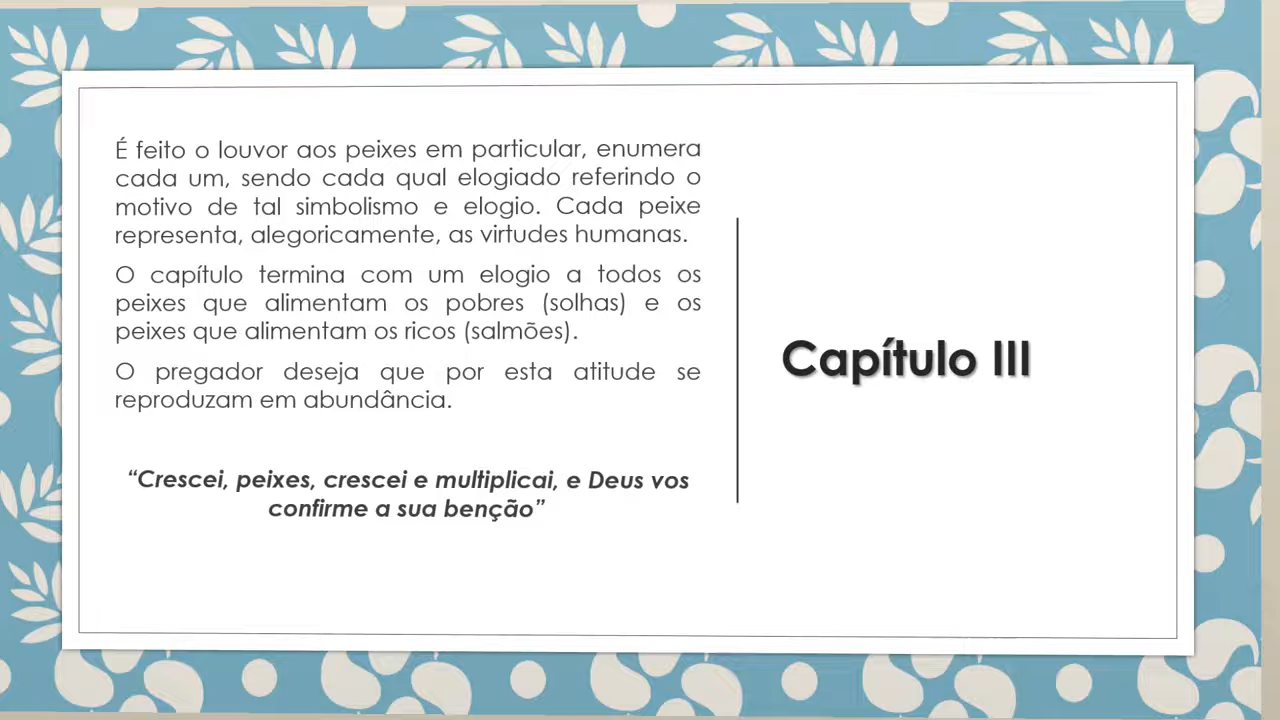 É feito o louvor aos peixes em particular, enumera
cada um, sendo cada qual elogiado referindo o
motivo de tal simbolismo e elogio. Cada peixe
representa, alegoricamente, as virtudes humanas.
O capítulo termina com um elogio a todos os
peixes que alimentam os pobres (solhas) e os
peixes que alimentam os ricos (salmões).
O pregador deseja que por esta atitude se
reproduzam em abundância.
“Crescei, peixes, crescei e multiplicai, e Deus vos
confirme a sua benção”
Capítulo III